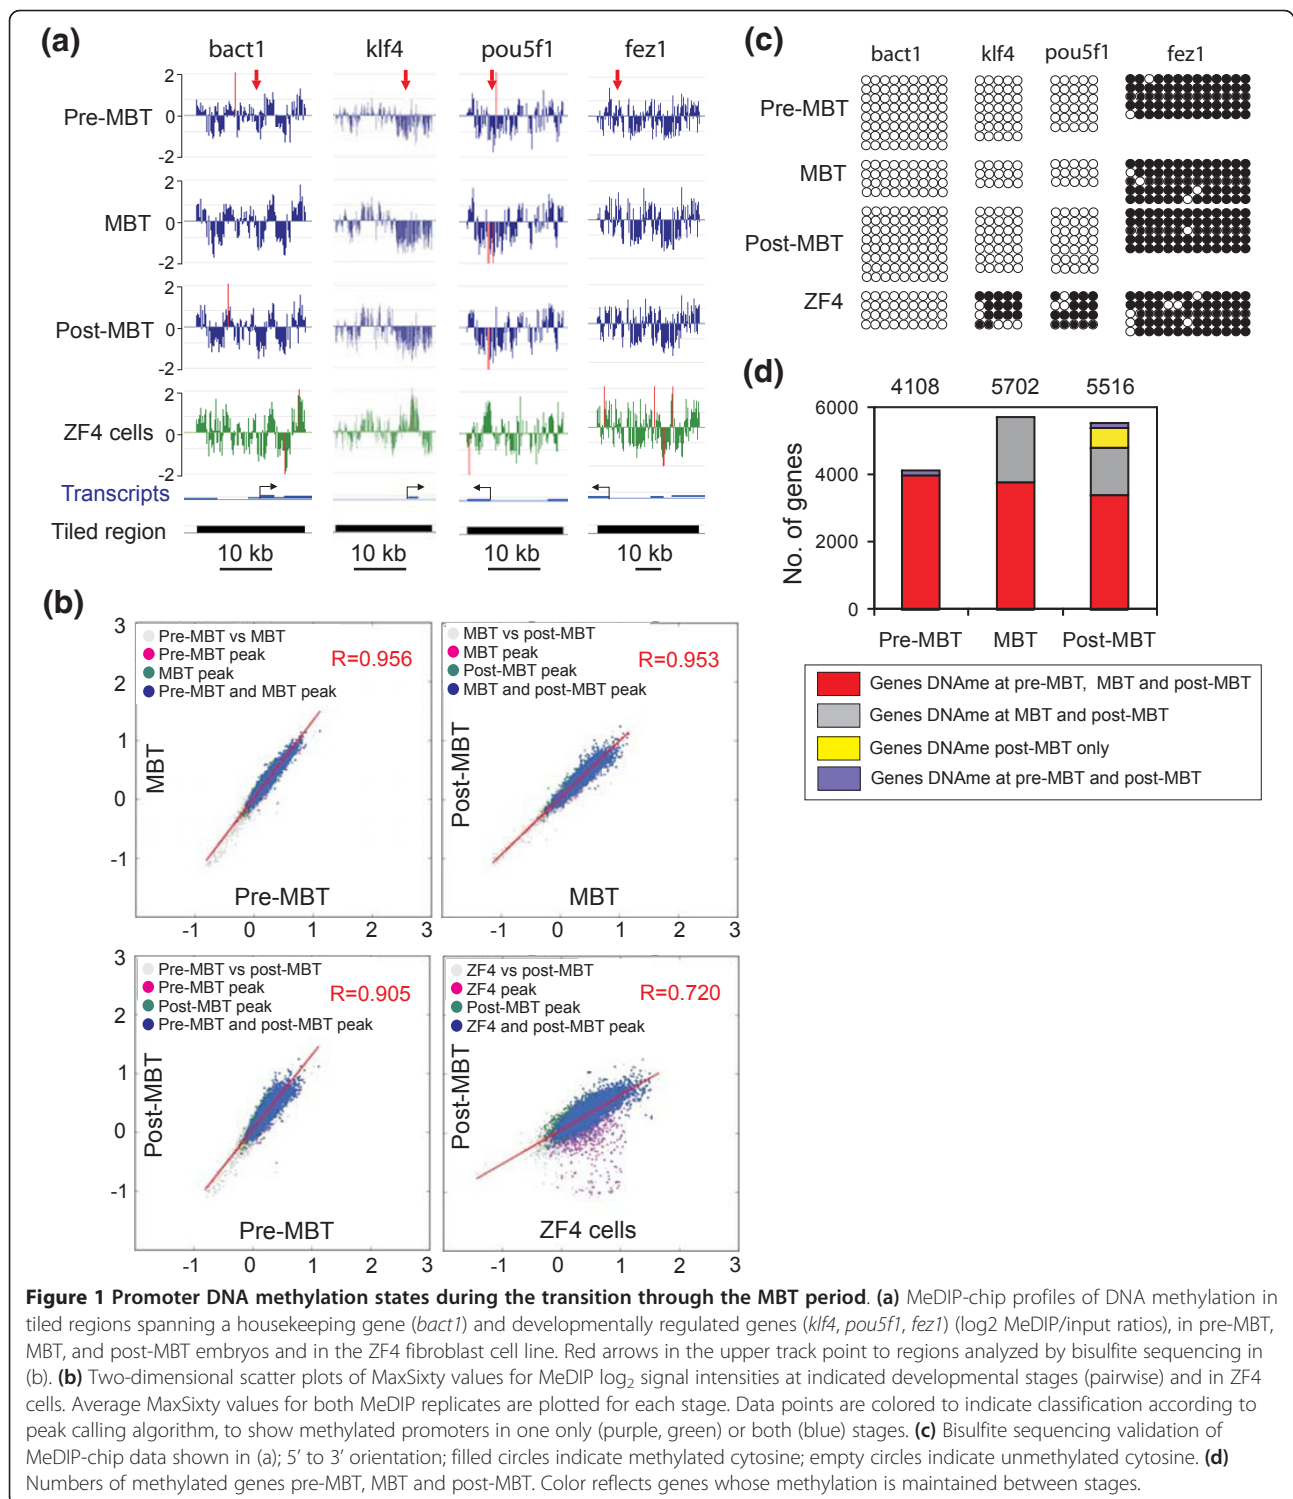 (a)
bact1 klf4 pou5f1 fez1
2
Pre-MBT 0
-2
2
MBT 0
-2
2
Post-MBT 0
-2
2
ZF4 cells 0
-2
Transcripts
Tiled region
10 kb 10 kb 10 kb 10 kb
(c)
bact1 klf4 pou5f1 fez1
Pre-MBT
MBT
Post-MBT
ZF4
(d)
4108 5702 5516
6000
4000
2000
0
No. of genes
Pre-MBT MBT Post-MBT
Genes DNAme at pre-MBT, MBT and post-MBT
Genes DNAme at MBT and post-MBT
Genes DNAme post-MBT only
Genes DNAme at pre-MBT and post-MBT
(b)
3
2
1
0
-1
MBT
Pre-MBT vs MBT
Pre-MBT peak
MBT peak
Pre-MBT and MBT peak
R=0.956
Pre-MBT
-1 0 1 2 3
Post-MBT
MBT vs post-MBT
MBT peak
Post-MBT peak
MBT and post-MBT peak
R=0.953
MBT
-1 0 1 2 3
3
2
1
0
-1
Post-MBT
Pre-MBT vs post-MBT
Pre-MBT peak
Post-MBT peak
Pre-MBT and post-MBT peak
R=0.905
Pre-MBT
-1 0 1 2 3
Post-MBT
ZF4 vs post-MBT
ZF4 peak
Post-MBT peak
ZF4 and post-MBT peak
R=0.720
ZF4 cells
-1 0 1 2 3
Figure 1 Promoter DNA methylation states during the transition through the MBT period. (a) MeDIP-chip profiles of DNA methylation in
tiled regions spanning a housekeeping gene (bact1) and developmentally regulated genes (klf4, pou5f1, fez1) (log2 MeDIP/input ratios), in pre-MBT,
MBT, and post-MBT embryos and in the ZF4 fibroblast cell line. Red arrows in the upper track point to regions analyzed by bisulfite sequencing in
(b). (b) Two-dimensional scatter plots of MaxSixty values for MeDIP log₂ signal intensities at indicated developmental stages (pairwise) and in ZF4
cells. Average MaxSixty values for both MeDIP replicates are plotted for each stage. Data points are colored to indicate classification according to
peak calling algorithm, to show methylated promoters in one only (purple, green) or both (blue) stages. (c) Bisulfite sequencing validation of
MeDIP-chip data shown in (a); 5’ to 3’ orientation; filled circles indicate methylated cytosine; empty circles indicate unmethylated cytosine. (d)
Numbers of methylated genes pre-MBT, MBT and post-MBT. Color reflects genes whose methylation is maintained between stages.